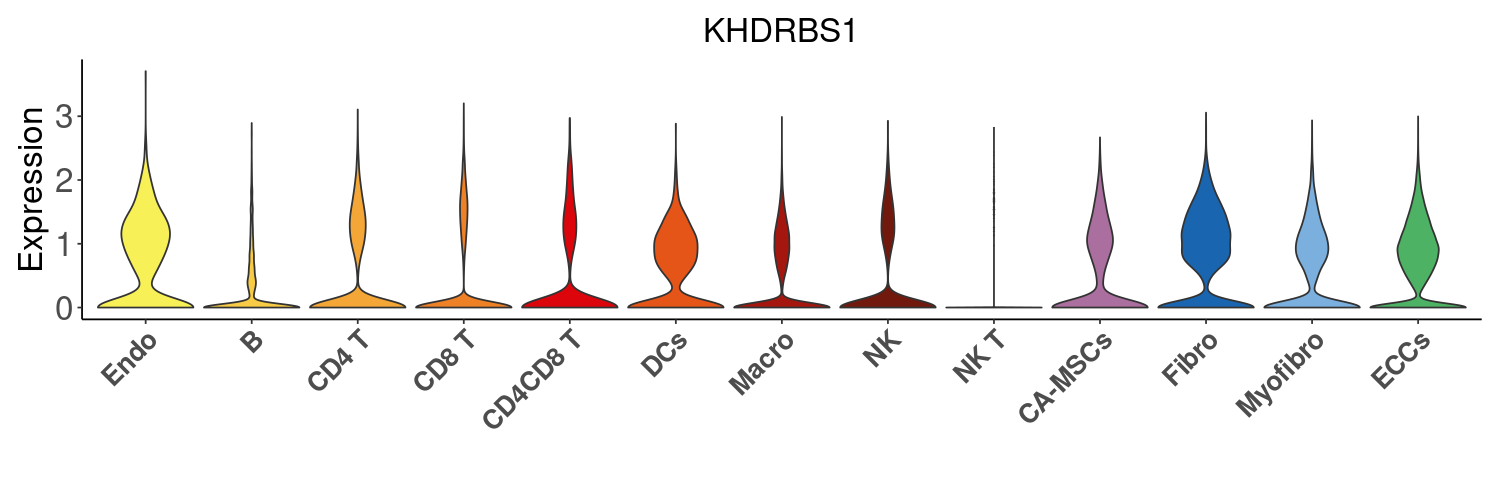 KHDRBS1
Expression
3
2
1
0
Endo
B
CD4 T
CD8 T
CD4CD8 T
DCs
Macro
NK
NK T
CA-MSCs
Fibro
Myofibro
ECCs